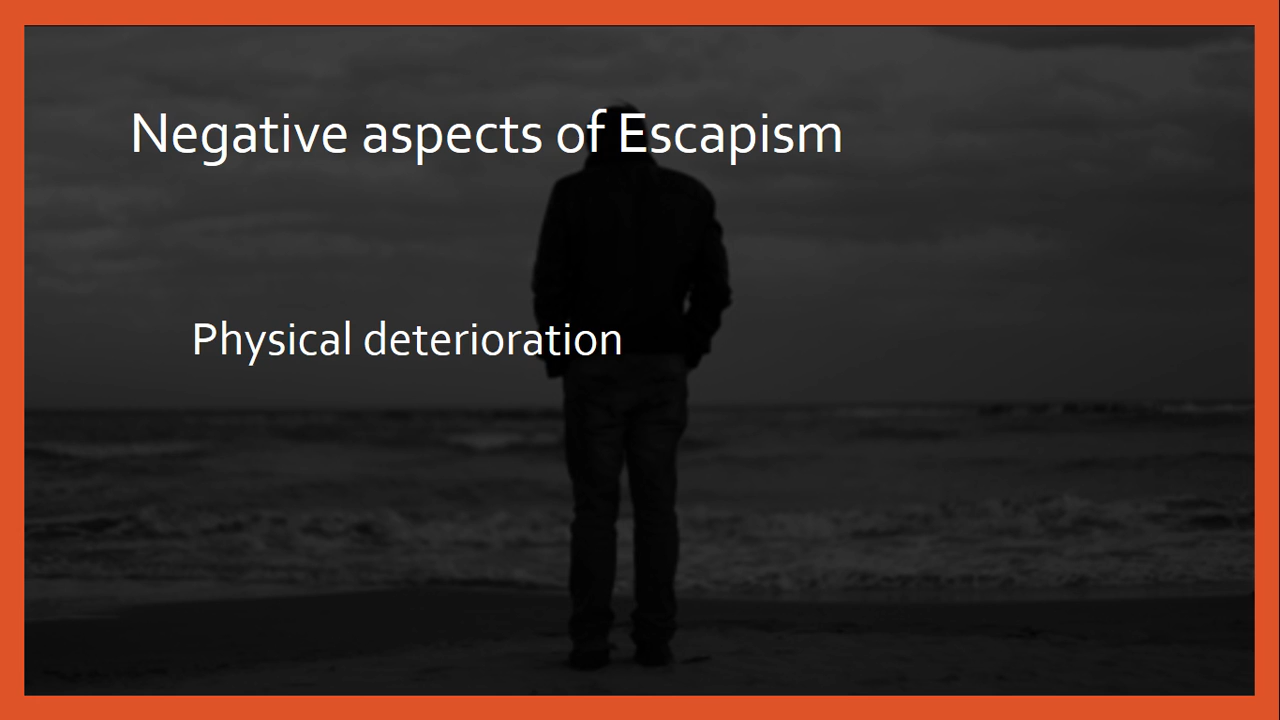 Negative aspects of Escapism
Physical deterioration